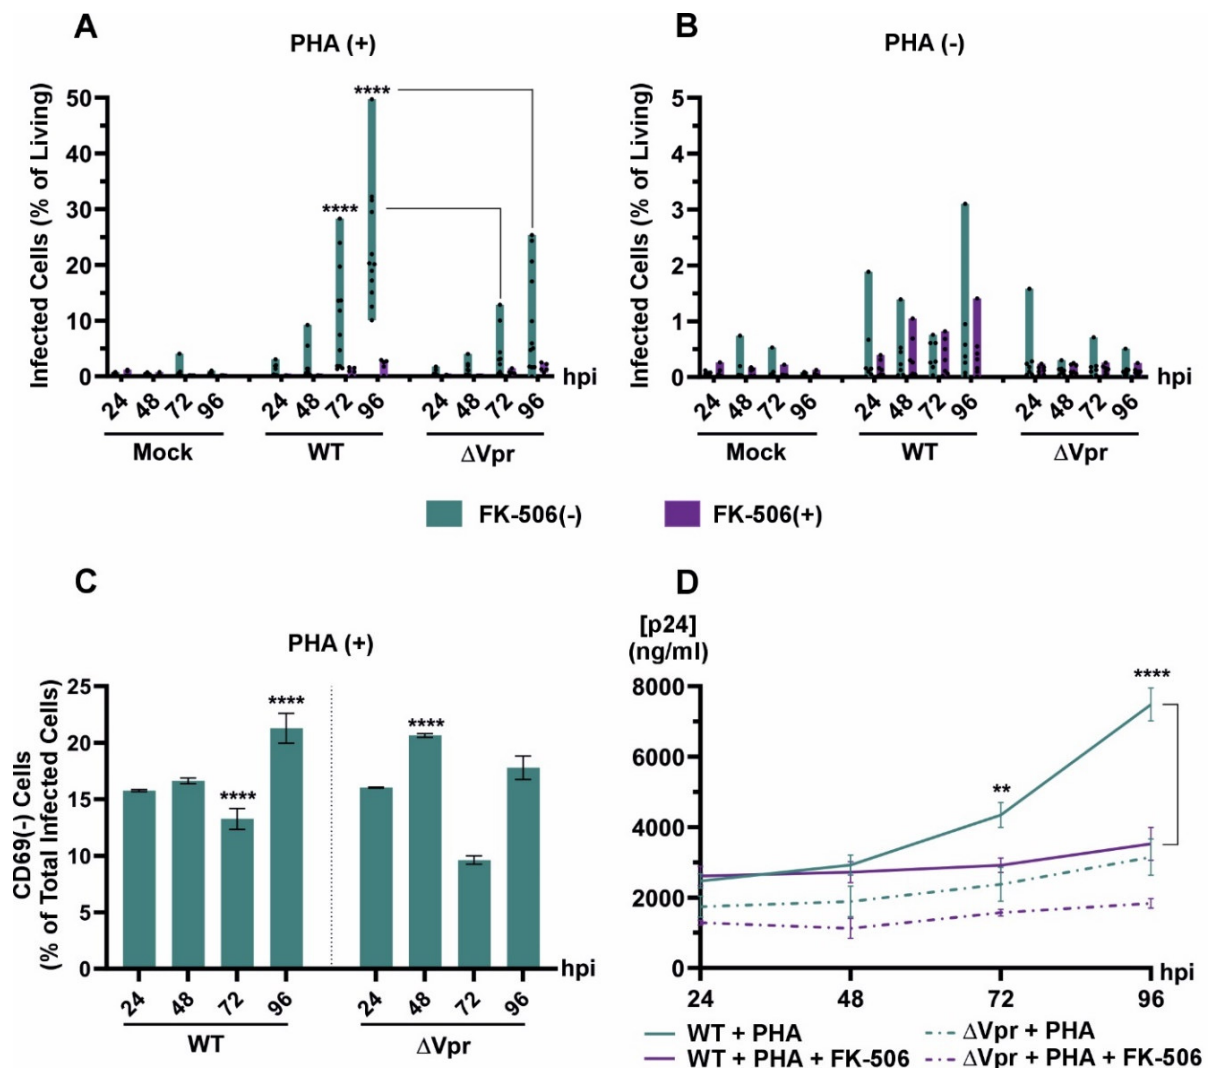 A
PHA (+)
Infected Cells (% of Living)
50
40
30
20
10
0
****
****
hpi
24 48 72 96 24 48 72 96 24 48 72 96
Mock WT ΔVpr
B
PHA (-)
Infected Cells (% of Living)
5
4
3
2
1
0
hpi
24 48 72 96 24 48 72 96 24 48 72 96
Mock WT ΔVpr
FK-506(-) FK-506(+)
C
PHA (+)
CD69(-) Cells
(% of Total Infected Cells)
25
20
15
10
5
0
****
****
****
hpi
24 48 72 96 24 48 72 96
WT ΔVpr
D
[p24]
(ng/ml)
8000
6000
4000
2000
0
**
****
hpi
24 48 72 96
WT + PHA
WT + PHA + FK-506
ΔVpr + PHA
ΔVpr + PHA + FK-506